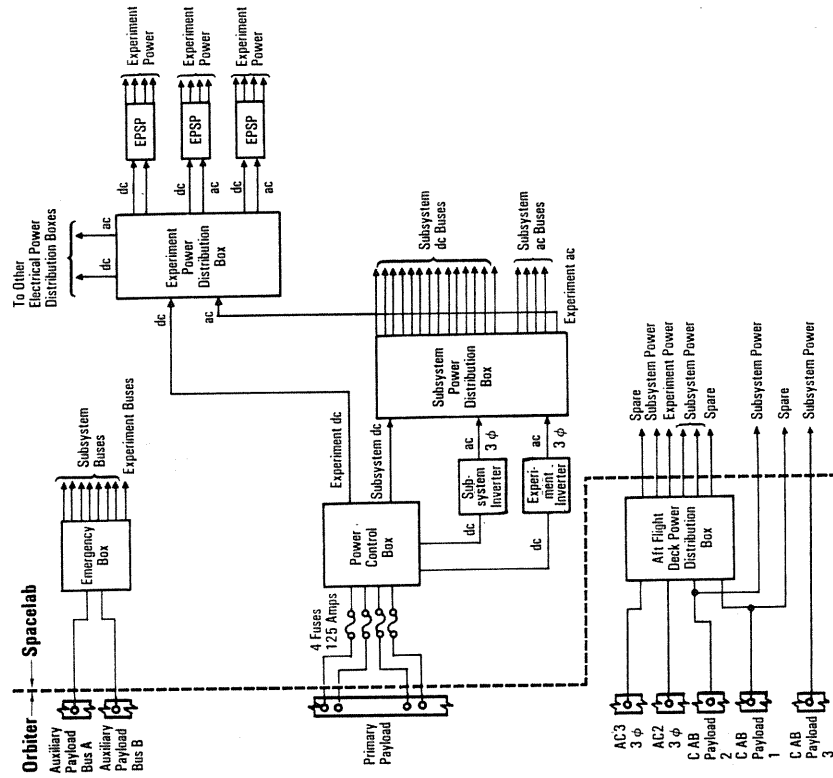 Orbiter
Spacelab
Auxiliary
Payload
Bus A
Auxiliary
Payload
Bus B
Emergency
Box
Subsystem
Buses
Experiment Buses
Primary
Payload
4 Fuses
125 Amps
Power
Control
Box
Experiment dc
Subsystem dc
dc
dc
Sub-
system
Inverter
Experi-
ment
Inverter
ac
3 φ
ac
3 φ
dc
ac
To Other
Electrical Power
Distribution Boxes
dc
ac
Experiment
Power
Distribution
Box
dc
dc
ac
dc
ac
EPSP
EPSP
EPSP
Experiment
Power
Experiment
Power
Experiment
Power
Subsystem
Power
Distribution
Box
Subsystem
dc Buses
Subsystem
ac Buses
Experiment ac
AC3
3 φ
AC2
3 φ
C AB
Payload
2
C AB
Payload
1
C AB
Payload
3
Aft Flight
Deck Power
Distribution
Box
Spare
Subsystem Power
Experiment Power
Subsystem Power
Spare
Subsystem Power
Spare
Subsystem Power